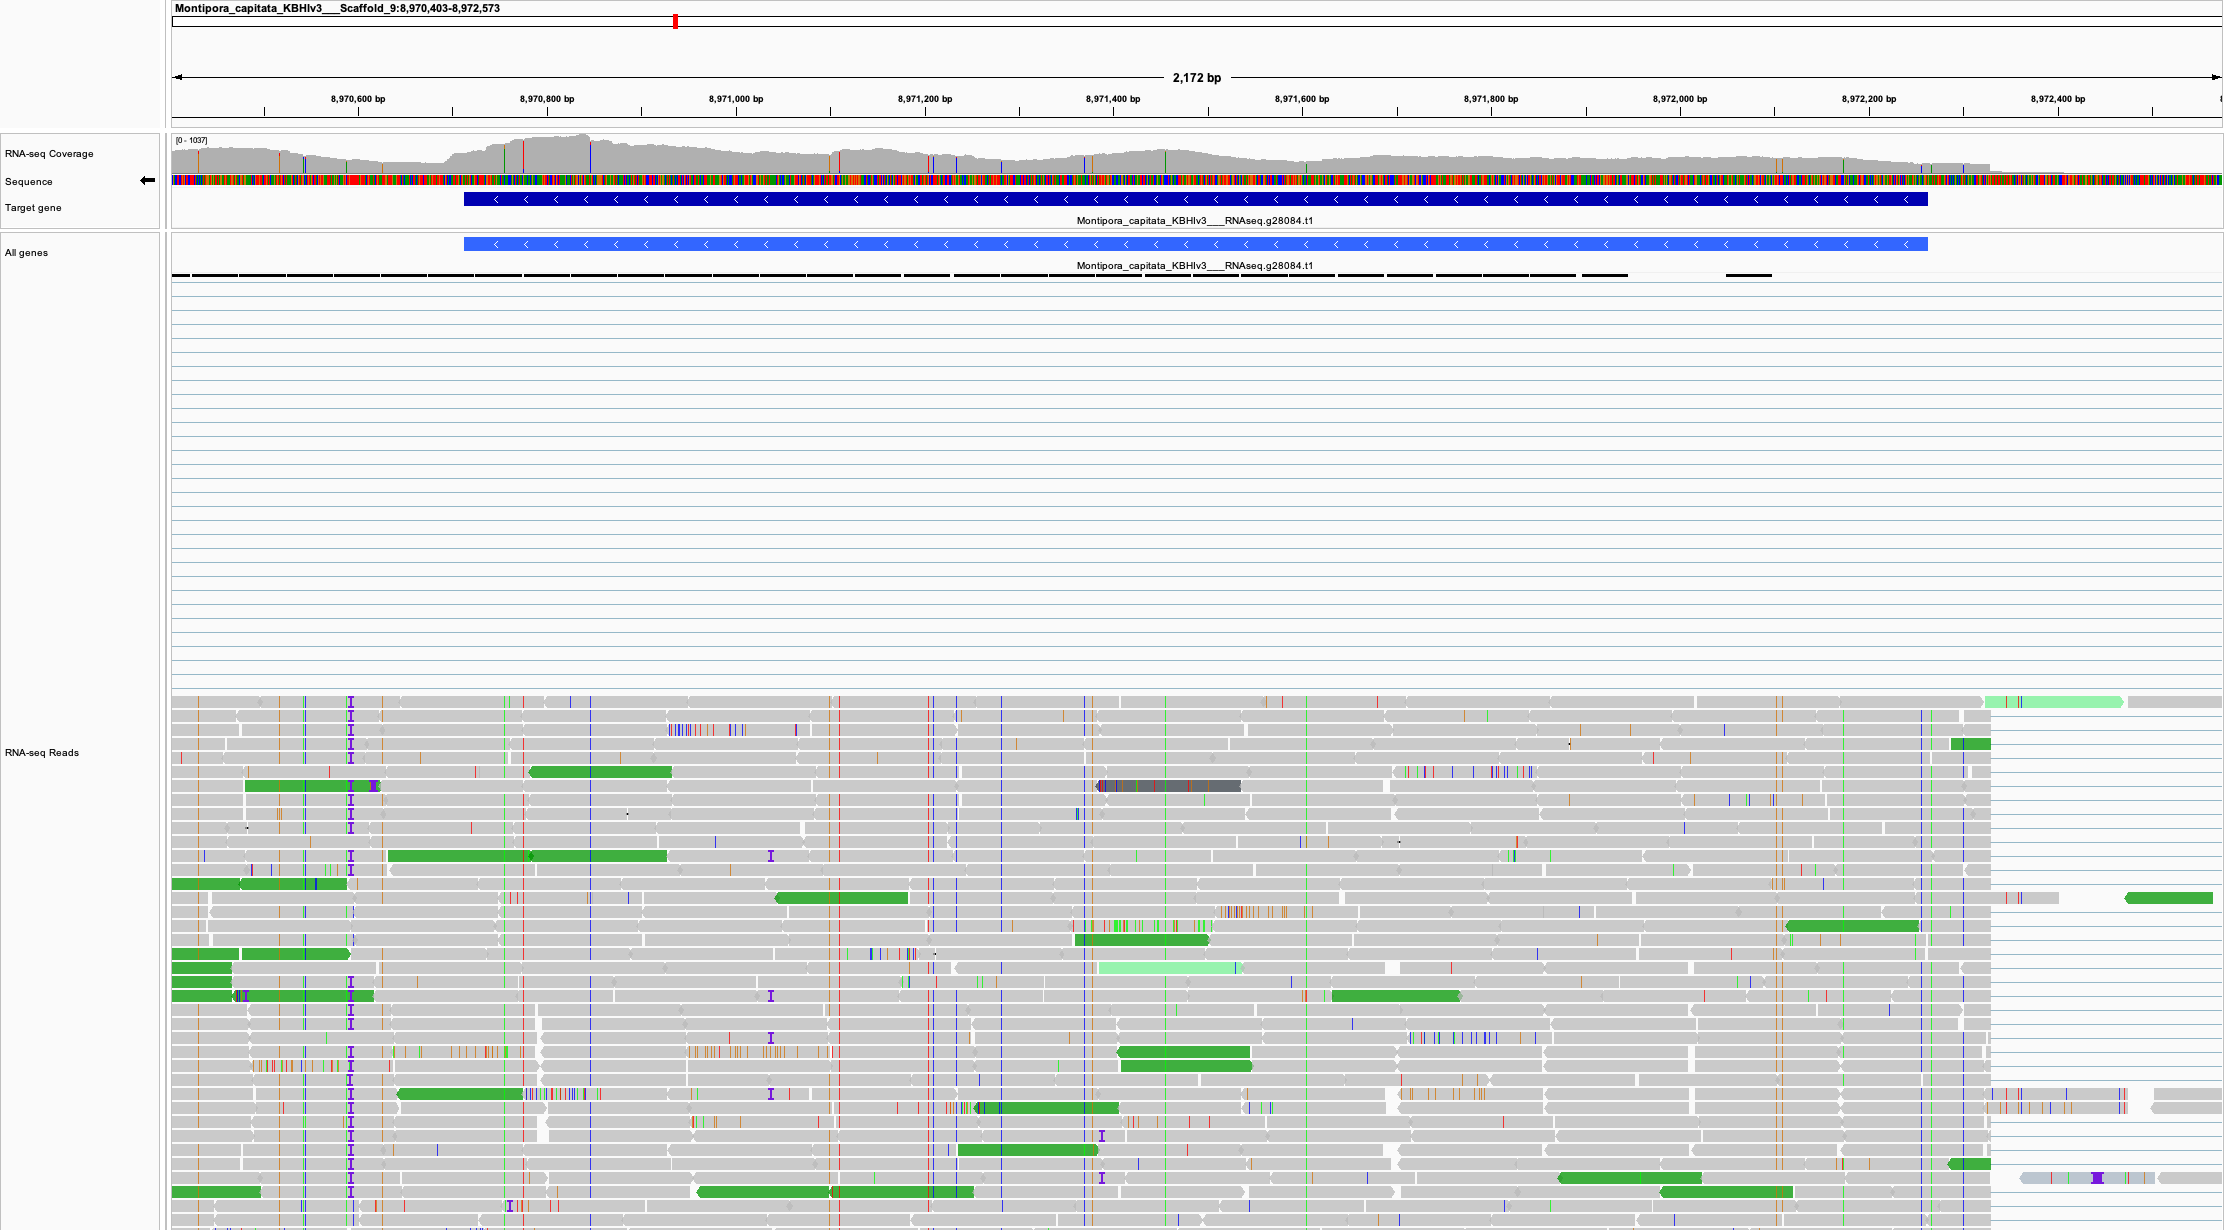 Montipora_capitata_KBHIv3___Scaffold_9:8,970,403-8,972,573
2,172 bp
8,970,600 bp 8,970,800 bp 8,971,000 bp 8,971,200 bp 8,971,400 bp 8,971,600 bp 8,971,800 bp 8,972,000 bp 8,972,200 bp 8,972,400 bp
[0 - 1037]
RNA-seq Coverage
Sequence
Target gene
Montipora_capitata_KBHIv3___RNAseq.g28084.t1
All genes
Montipora_capitata_KBHIv3___RNAseq.g28084.t1
RNA-seq Reads